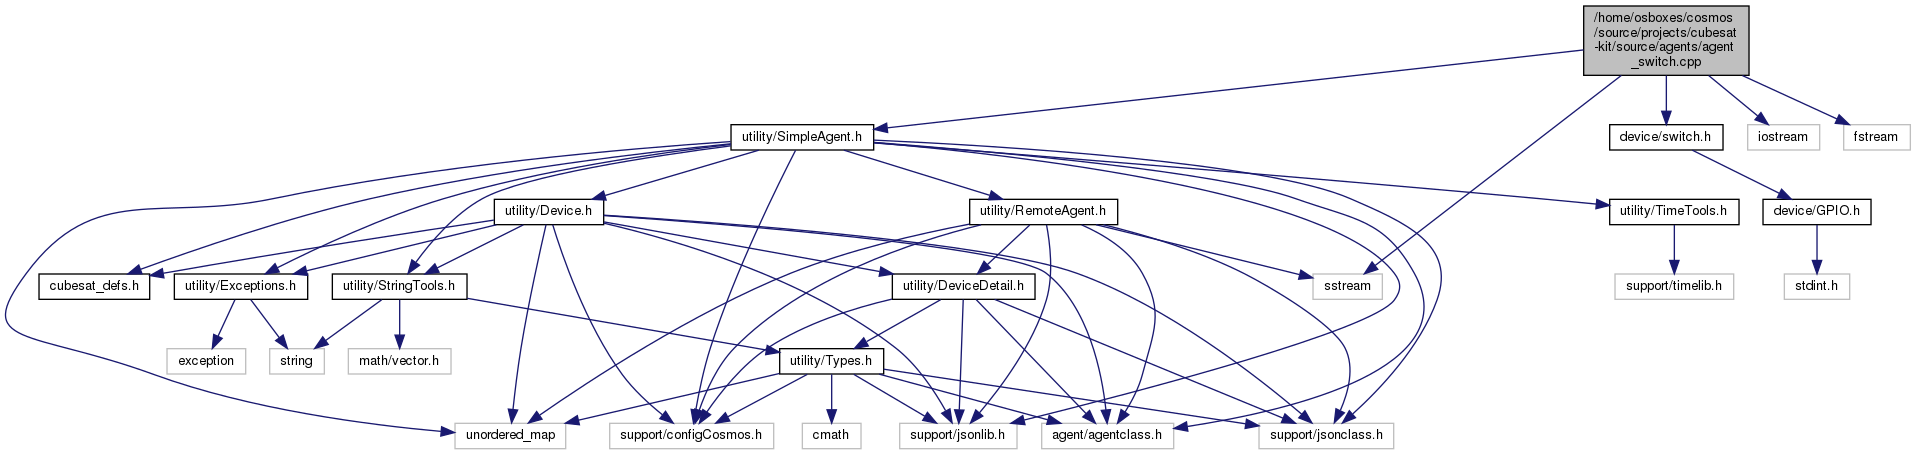 /home/osboxes/cosmos
/source/projects/cubesat
-kit/source/agents/agent
_switch.cpp
utility/SimpleAgent.h
device/switch.h
iostream
fstream
utility/Device.h
utility/RemoteAgent.h
utility/TimeTools.h
device/GPIO.h
cubesat_defs.h
utility/Exceptions.h
utility/StringTools.h
utility/DeviceDetail.h
sstream
support/timelib.h
stdint.h
exception
string
math/vector.h
utility/Types.h
unordered_map
support/configCosmos.h
cmath
support/jsonlib.h
agent/agentclass.h
support/jsonclass.h